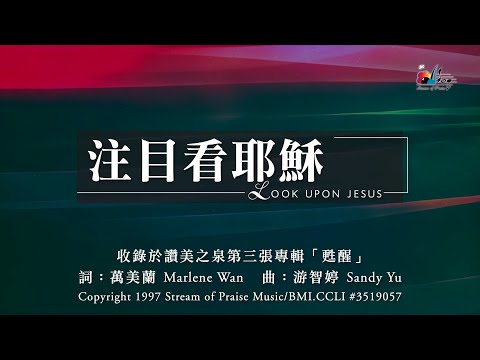 Stream of Praise
注目看耶穌
LOOK UPON JESUS
收錄於讚美之泉第三張專輯「甦醒」
詞：萬美蘭 Marlene Wan 曲：游智婷 Sandy Yu
Copyright 1997 Stream of Praise Music/BMI.CCLI #3519057